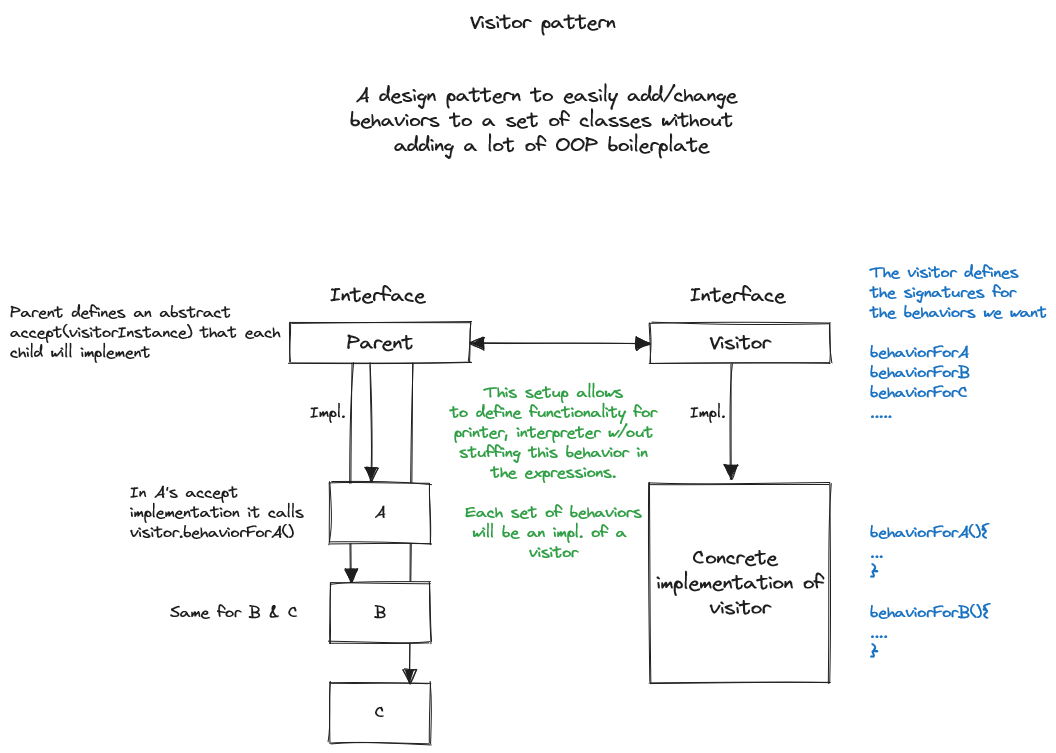 Visitor pattern
A design pattern to easily add/change
behaviors to a set of classes without
adding a lot of OOP boilerplate
Parent defines an abstract
accept(visitorInstance) that each
child will implement
Interface
Parent
Interface
Visitor
The visitor defines
the signatures for
the behaviors we want
behaviorForA
behaviorForB
behaviorForC
.....
Impl.
This setup allows
to define functionality for
printer, interpreter w/out
stuffing this behavior in
the expressions.
Each set of behaviors
will be an impl. of a
visitor
Impl.
In A's accept
implementation it calls
visitor.behaviorForA()
A
Same for B & C
B
C
Concrete
implementation of
visitor
behaviorForA(){
...
}
behaviorForB(){
....
}